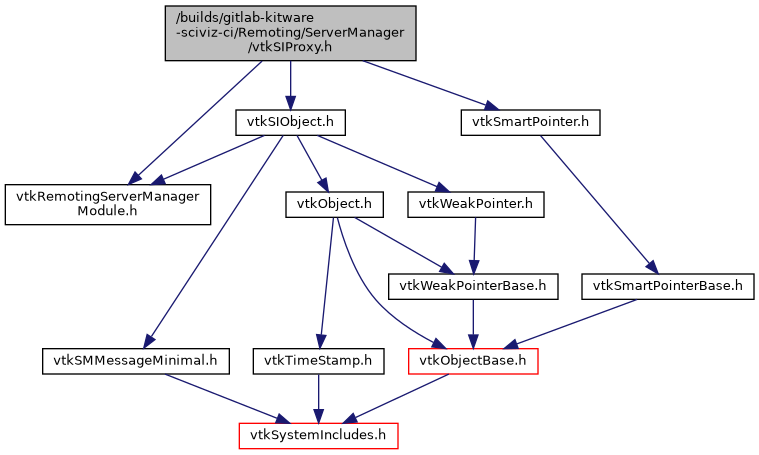 /builds/gitlab-kitware
-sciviz-ci/Remoting/ServerManager
/vtkSIProxy.h
vtkSIObject.h
vtkSmartPointer.h
vtkRemotingServerManager
Module.h
vtkObject.h
vtkWeakPointer.h
vtkWeakPointerBase.h
vtkSmartPointerBase.h
vtkSMMessageMinimal.h
vtkTimeStamp.h
vtkObjectBase.h
vtkSystemIncludes.h